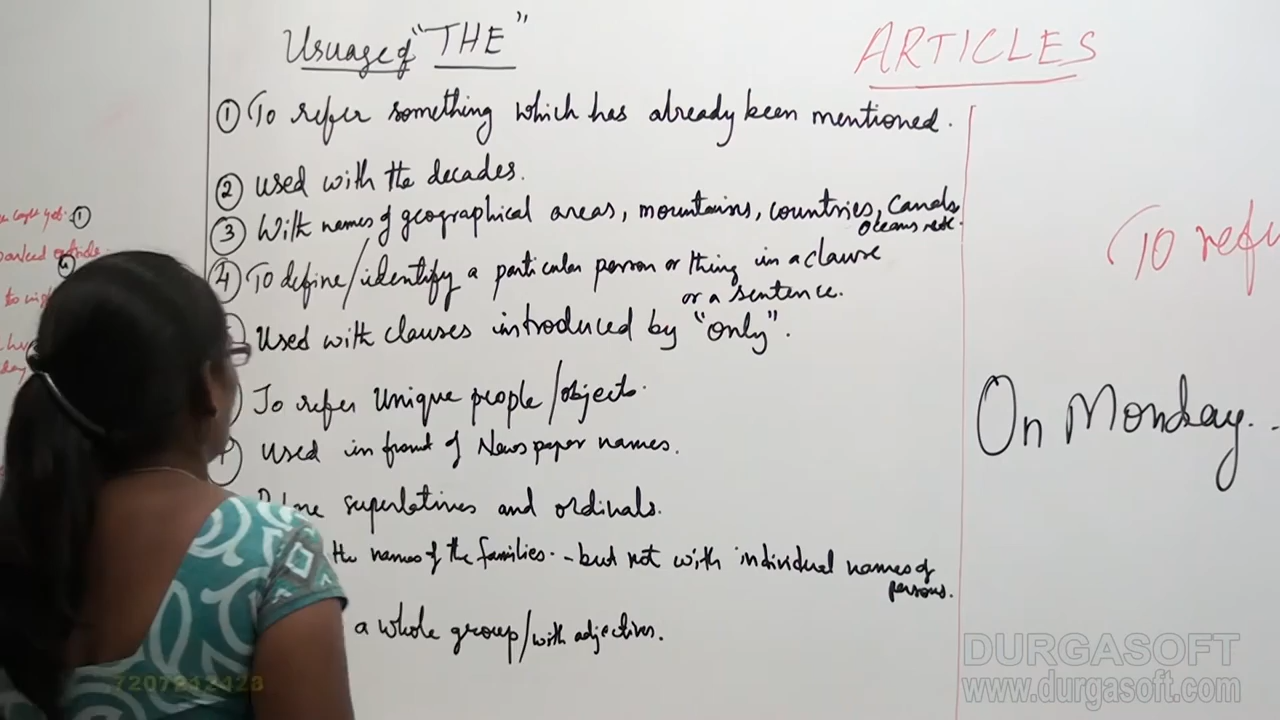 Usuage of "THE"
ARTICLES
① To refer something which has already been mentioned.
② used with the decades.
③ With names of geographical areas, mountains, countries, Canals
Oceans etc.
④ To define/identify a particular person or thing in a clause
or a sentence.
Used with clauses introduced by "only".
To refer Unique people/objects.
used in front of News paper names.
superlatives and ordinals.
the names of the families. - but not with individual names of
persons.
a whole group/with adjectives.
①
To
On Monday..
DURGASOFT
www.durgasoft.com
7207212428